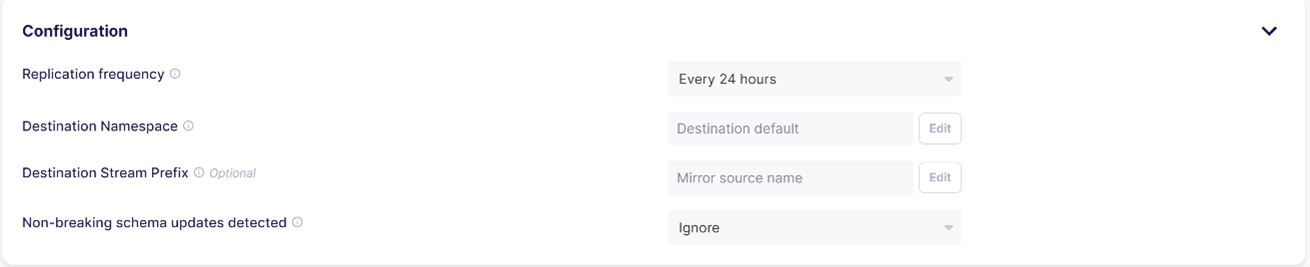 Configuration
Replication frequency
Every 24 hours
Destination Namespace
Destination default
Edit
Destination Stream Prefix Optional
Mirror source name
Edit
Non-breaking schema updates detected
Ignore